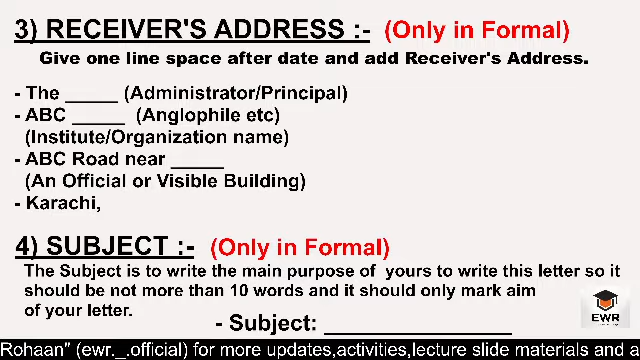 3) RECEIVER'S ADDRESS :- (Only in Formal)
Give one line space after date and add Receiver's Address.
- The _____ (Administrator/Principal)
- ABC _____ (Anglophile etc)
(Institute/Organization name)
- ABC Road near _____
(An Official or Visible Building)
- Karachi,
4) SUBJECT :- (Only in Formal)
The Subject is to write the main purpose of yours to write this letter so it
should be not more than 10 words and it should only mark aim
of your letter.
- Subject: _______________
EWR
Rohaan" (ewr._.official) for more updates,activities,lecture slide materials and a